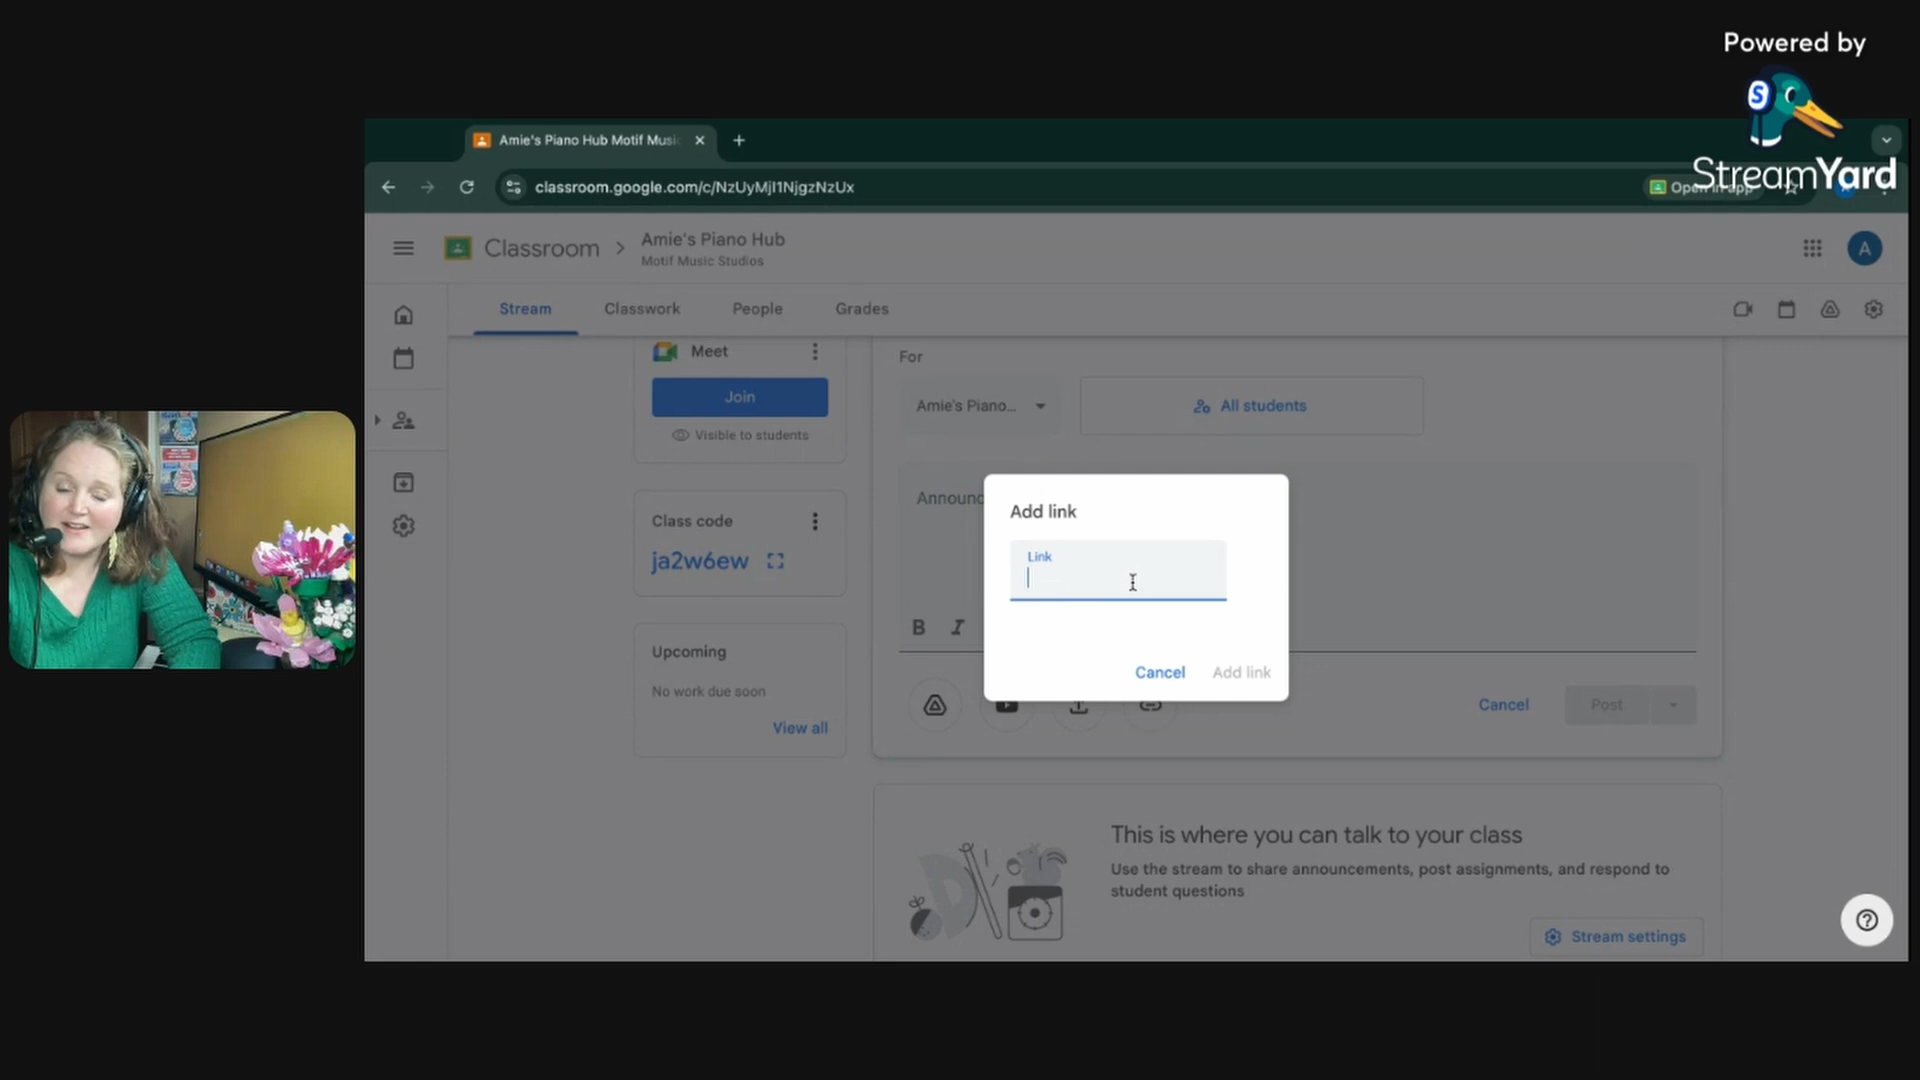 Powered by
StreamYard
Amie's Piano Hub Motif Musi
classroom.google.com/c/NzUyMjI1NjgzNzUx
Open in app
Classroom
Amie's Piano Hub
Motif Music Studios
A
Stream
Classwork
People
Grades
Meet
Join
Visible to students
Class code
ja2w6ew
Upcoming
No work due soon
View all
For
Amie's Piano...
All students
Announc
B I
Add link
Link
Cancel
Add link
Cancel
Post
This is where you can talk to your class
Use the stream to share announcements, post assignments, and respond to
student questions
Stream settings